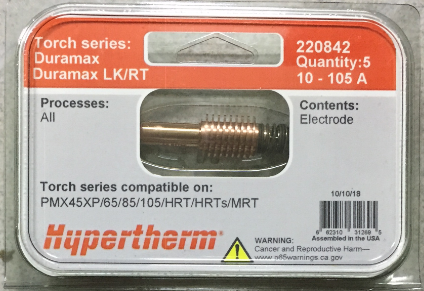 Torch series:
Duramax
Duramax LK/RT
220842
Quantity:5
10 - 105 A
Processes:
All
Contents:
Electrode
Torch series compatible on:
PMX45XP/65/85/105/HRT/HRTs/MRT
10/10/18
Hypertherm®
WARNING:
Cancer and Reproductive Harm—
www.p65warnings.ca.gov
Assembled in the USA